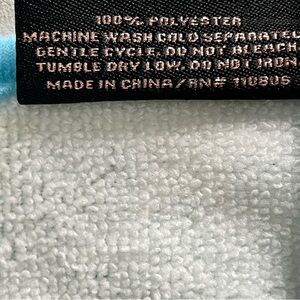 100% POLYESTER
MACHINE WASH COLD SEPARATELY
GENTLE CYCLE. DO NOT BLEACH
TUMBLE DRY LOW. DO NOT IRON.
MADE IN CHINA/RN# 110805